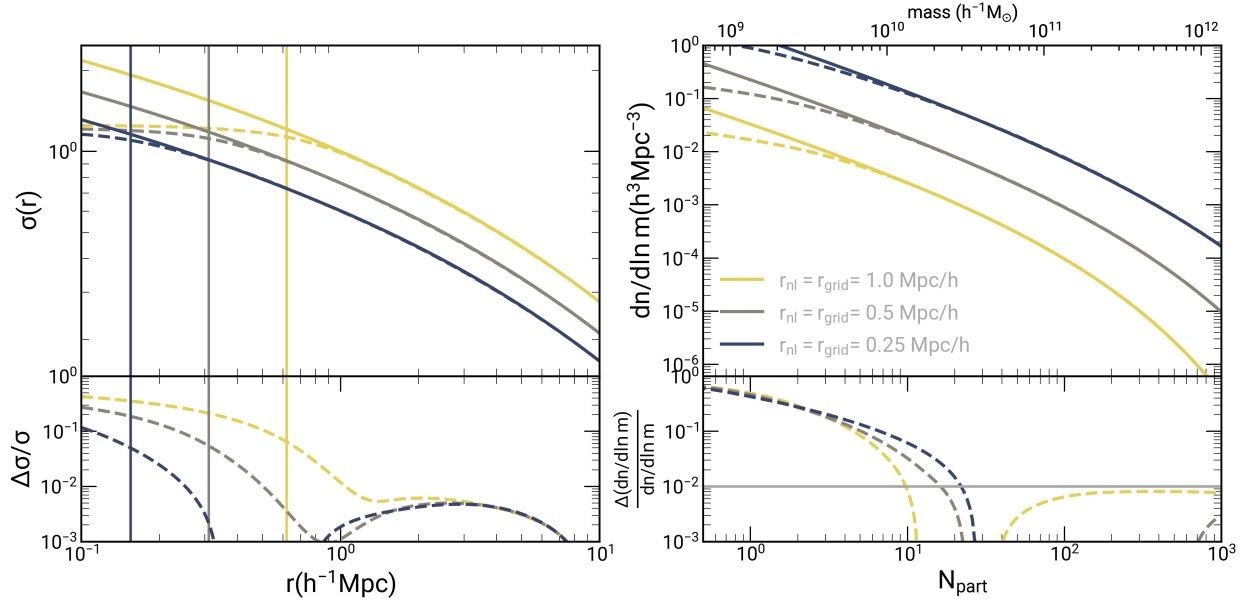 mass (h⁻¹M☉)
10⁹ 10¹⁰ 10¹¹ 10¹²
σ(r)
10⁰
dn/dln m(h³Mpc⁻³)
10⁰
10⁻¹
10⁻²
10⁻³
10⁻⁴
10⁻⁵
10⁻⁶
r_nl = r_grid= 1.0 Mpc/h
r_nl = r_grid= 0.5 Mpc/h
r_nl = r_grid= 0.25 Mpc/h
Δσ/σ
10⁰
10⁻¹
10⁻²
10⁻³
10⁻¹ 10⁰ 10¹
r(h⁻¹Mpc)
Δ(dn/dln m)
dn/dln m
10⁰
10⁻¹
10⁻²
10⁻³
10⁰ 10¹ 10² 10³
N_part